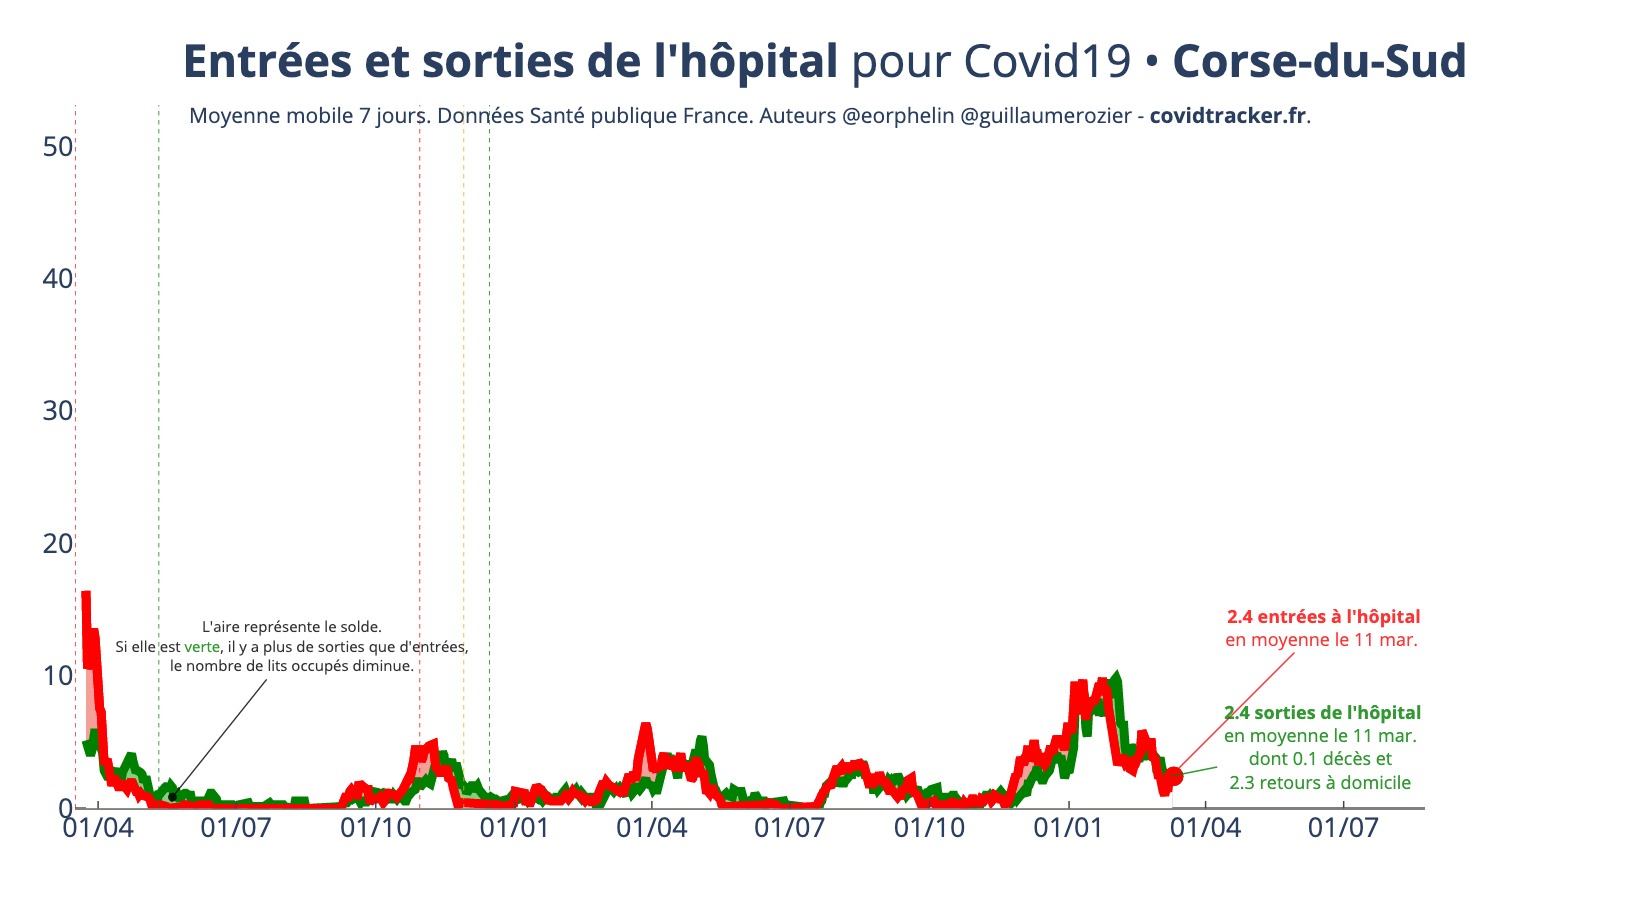 Entrées et sorties de l'hôpital pour Covid19 • Corse-du-Sud
Moyenne mobile 7 jours. Données Santé publique France. Auteurs @eorphelin @guillaumerozier - covidtracker.fr.
50
40
30
20
10
0
L'aire représente le solde.
Si elle est verte, il y a plus de sorties que d'entrées,
le nombre de lits occupés diminue.
2.4 entrées à l'hôpital
en moyenne le 11 mar.
2.4 sorties de l'hôpital
en moyenne le 11 mar.
dont 0.1 décès et
2.3 retours à domicile
01/04 01/07 01/10 01/01 01/04 01/07 01/10 01/01 01/04 01/07